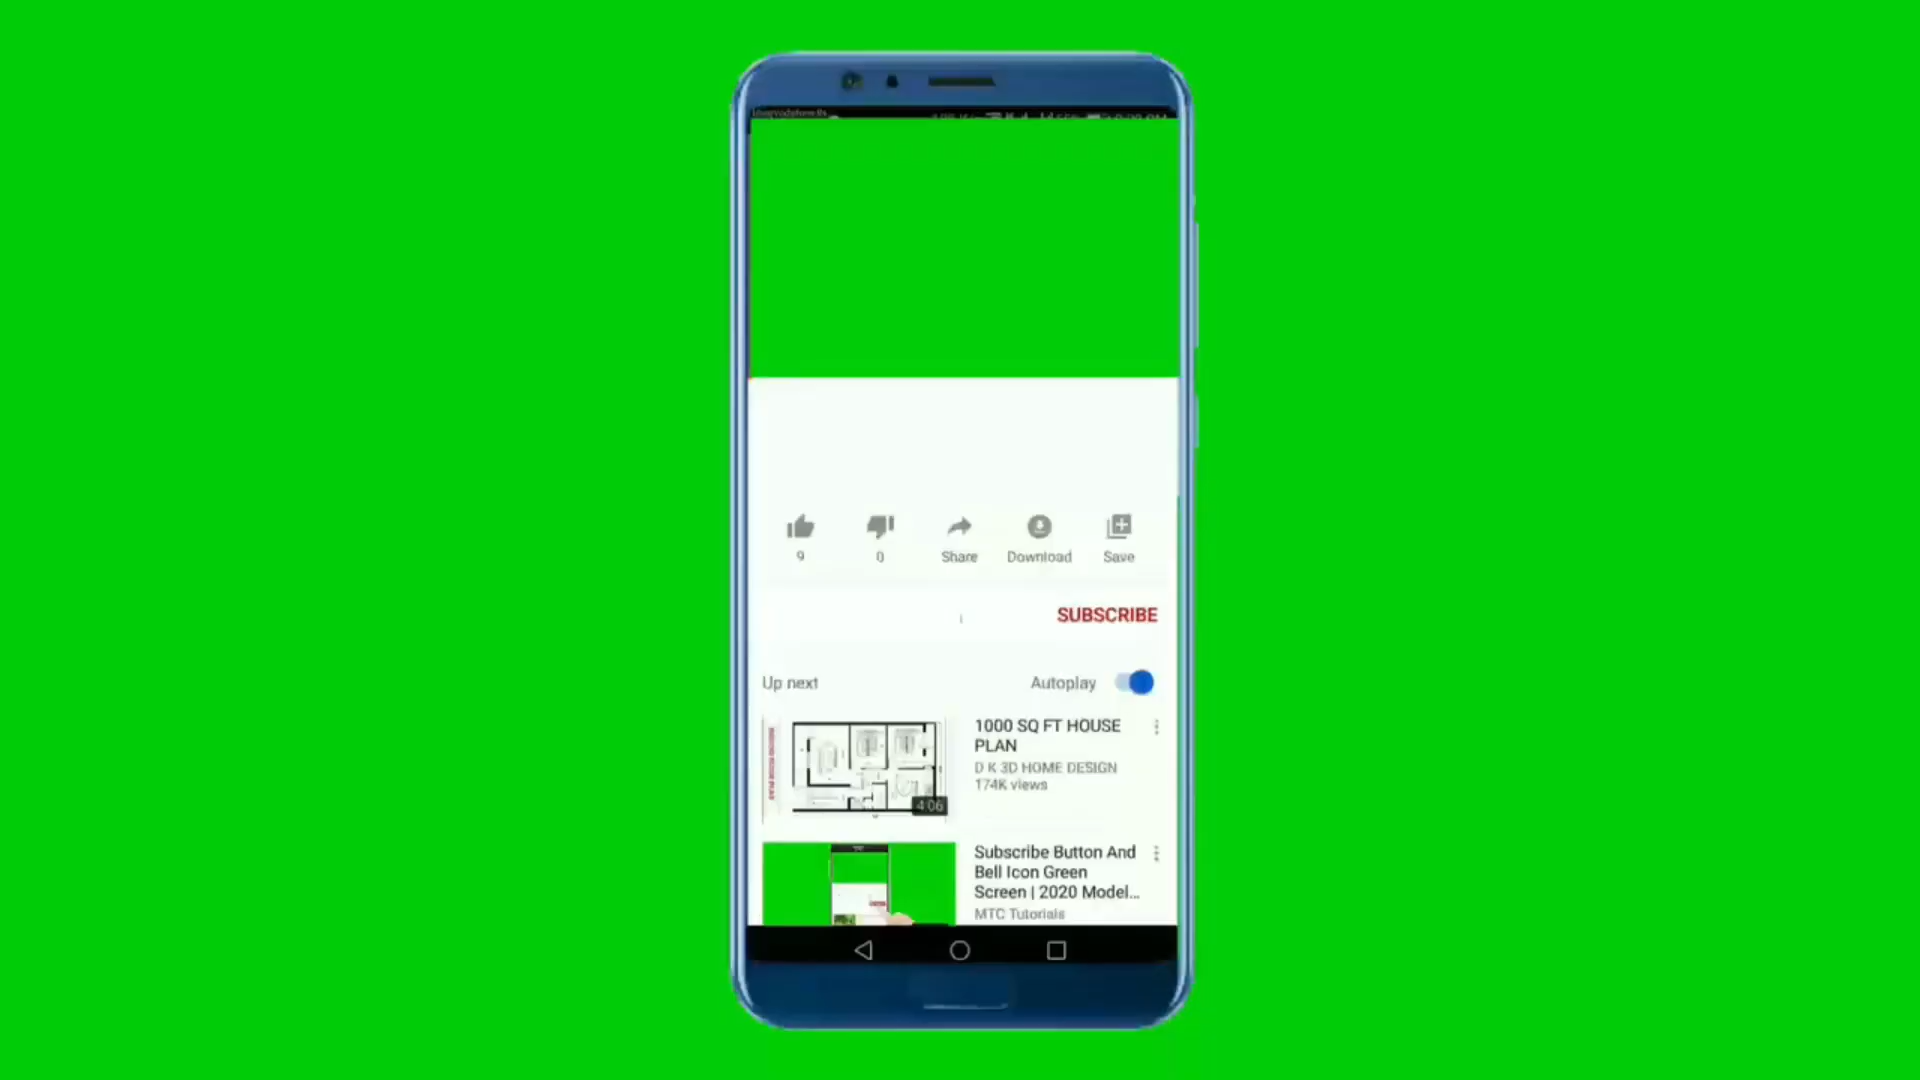 9
0
Share
Download
Save
SUBSCRIBE
Up next
Autoplay
1000 SQ FT HOUSE
PLAN
D K 3D HOME DESIGN
174K views
4:06
Subscribe Button And
Bell Icon Green
Screen | 2020 Model...
MTC Tutorials